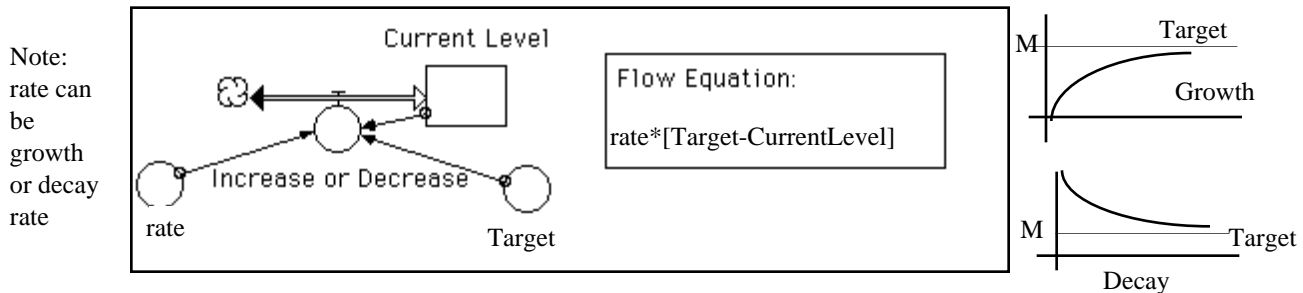 Note:
rate can
be
growth
or decay
rate
Current Level
Increase or Decrease
rate
Target
Flow Equation:
rate*[Target-CurrentLevel]
Target
M
Growth
M
Target
Decay